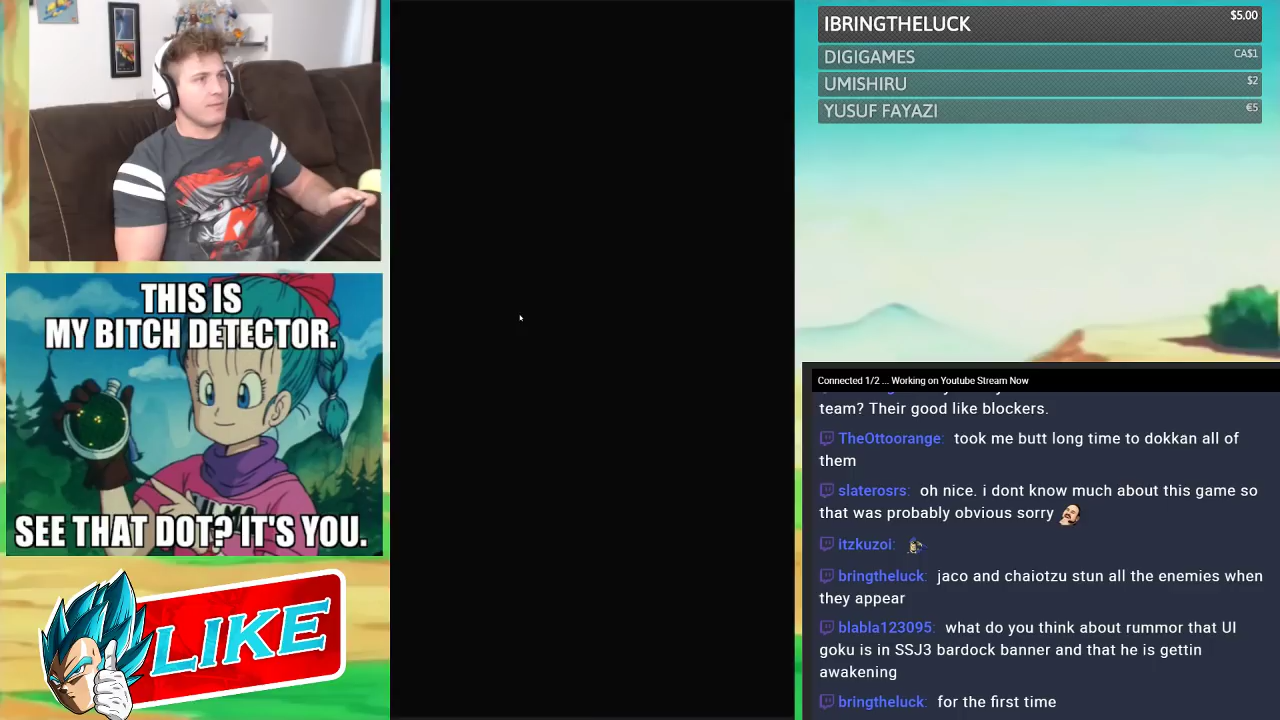 THIS IS
MY BITCH DETECTOR.
SEE THAT DOT? IT'S YOU.
LIKE
IBRINGTHELUCK $5.00
DIGIGAMES CA$1
UMISHIRU $2
YUSUF FAYAZI €5
Connected 1/2 ... Working on Youtube Stream Now
team? Their good like blockers.
TheOttoorange: took me butt long time to dokkan all of
them
slaterosrs: oh nice. i dont know much about this game so
that was probably obvious sorry
itzkuzoi:
bringtheluck: jaco and chaiotzu stun all the enemies when
they appear
blabla123095: what do you think about rummor that UI
goku is in SSJ3 bardock banner and that he is gettin
awakening
bringtheluck: for the first time